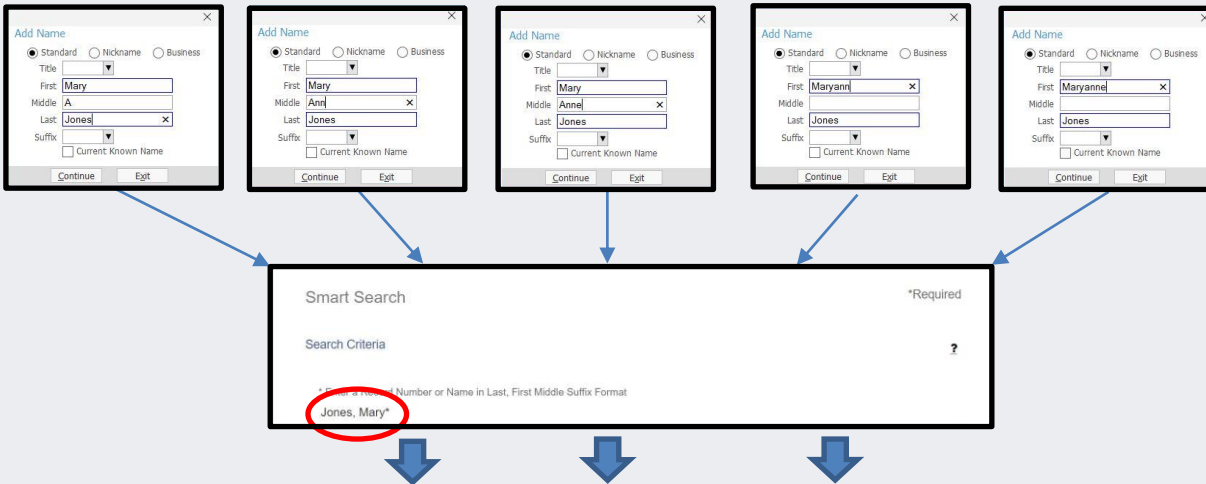 ×
Add Name
Standard Nickname Business
Title
First Mary
Middle A
Last Jones ×
Suffix
Current Known Name
Continue Exit
×
Add Name
Standard Nickname Business
Title
First Mary
Middle Ann ×
Last Jones
Suffix
Current Known Name
Continue Exit
×
Add Name
Standard Nickname Business
Title
First Mary
Middle Anne ×
Last Jones
Suffix
Current Known Name
Continue Exit
×
Add Name
Standard Nickname Business
Title
First Maryann ×
Middle
Last Jones
Suffix
Current Known Name
Continue Exit
×
Add Name
Standard Nickname Business
Title
First Maryanne ×
Middle
Last Jones
Suffix
Current Known Name
Continue Exit
Smart Search *Required
Search Criteria ?
* Enter a Record Number or Name in Last, First Middle Suffix Format
Jones, Mary*